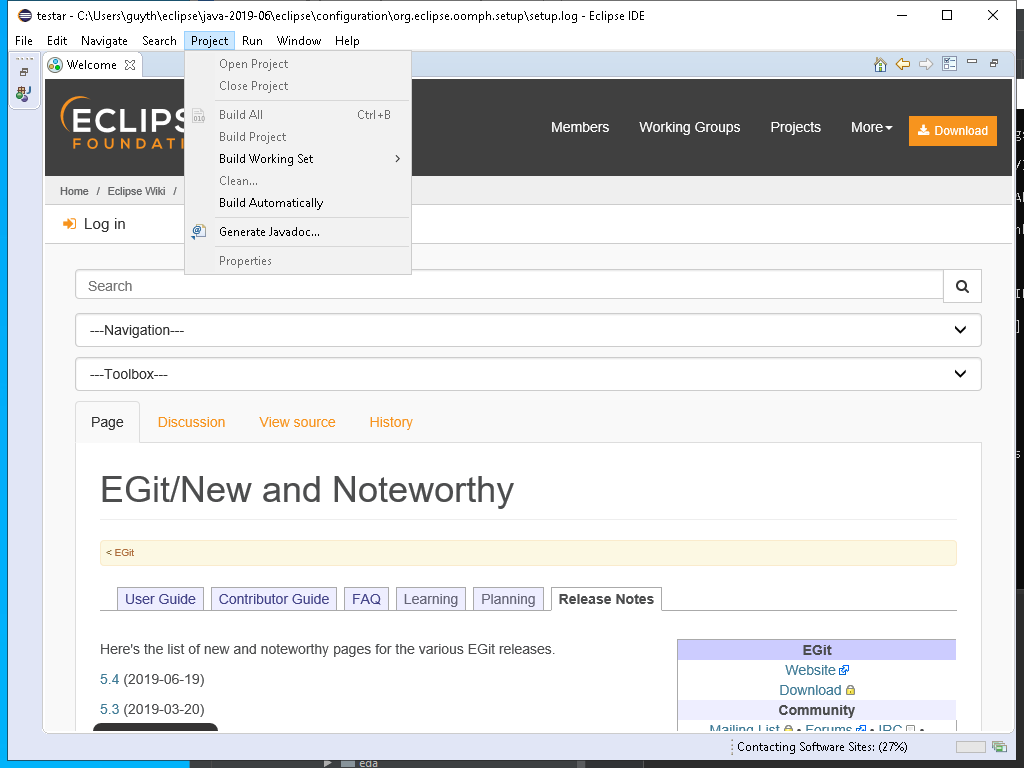 testar - C:\Users\guyth\eclipse\java-2019-06\eclipse\configuration\org.eclipse.oomph.setup\setup.log - Eclipse IDE
File Edit Navigate Search Project Run Window Help
Welcome
Open Project
Close Project
Build All Ctrl+B
Build Project
Build Working Set
Clean...
Build Automatically
Generate Javadoc...
Properties
ECLIPS
FOUNDATI
Members Working Groups Projects More Download
Home / Eclipse Wiki /
Log in
Search
---Navigation---
---Toolbox---
Page Discussion View source History
EGit/New and Noteworthy
< EGit
User Guide Contributor Guide FAQ Learning Planning Release Notes
Here's the list of new and noteworthy pages for the various EGit releases.
5.4 (2019-06-19)
5.3 (2019-03-20)
EGit
Website
Download
Community
Mailing List • Forums • IRC •
Contacting Software Sites: (27%)
eda